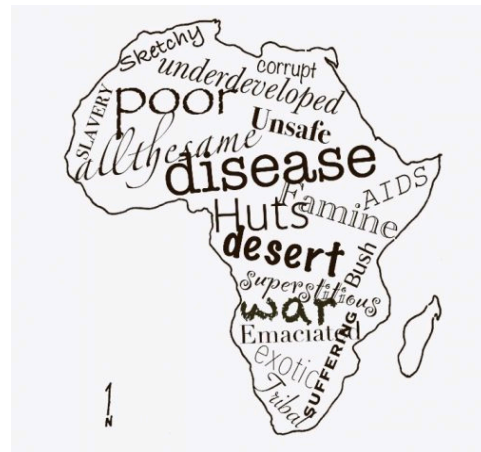 Sketchy
corrupt
underdeveloped
SLAVERY
poor
Unsafe
allthesame
disease
AIDS
Famine
Huts
desert
Bush
superstitious
war
Emaciated
SUFFERING
exotic
Tribal
N